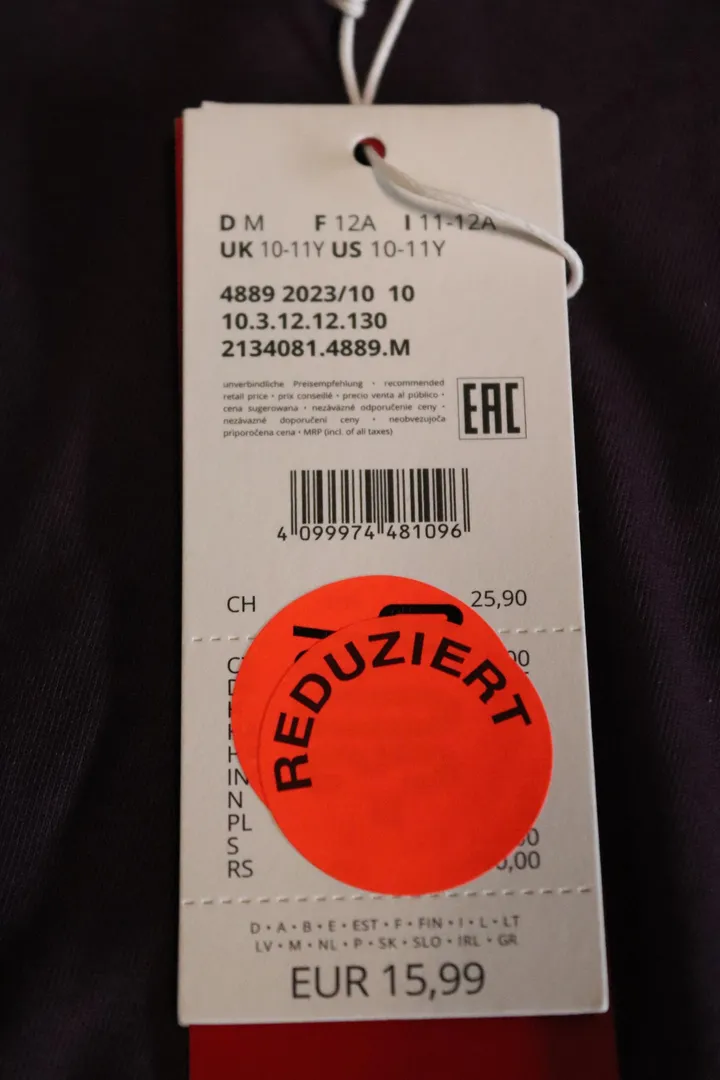 D M F 12A I 11-12A
UK 10-11Y US 10-11Y
4889 2023/10 10
10.3.12.12.130
2134081.4889.M
unverbindliche Preisempfehlung • recommended
retail price • prix conseillé • precio venta al público •
cena sugerowana • nezáväzné odporučenie ceny •
nezávazné doporučení ceny • neobvezujoča
priporočena cena • MRP (incl. of all taxes)
EAC
4 099974 481096
CH 25,90
REDUZIERT
IN
N
PL
S
RS
D • A • B • E • EST • F • FIN • I • L • LT
LV • M • NL • P • SK • SLO • IRL • GR
EUR 15,99